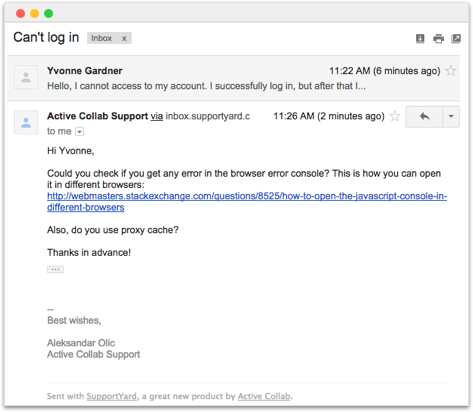 Can't log in
Inbox x
Yvonne Gardner 11:22 AM (6 minutes ago)
Hello, I cannot access to my account. I successfully log in, but after that I...
Active Collab Support via inbox.supportyard.c 11:26 AM (2 minutes ago)
to me
Hi Yvonne,
Could you check if you get any error in the browser error console? This is how you can open
it in different browsers:
http://webmasters.stackexchange.com/questions/8525/how-to-open-the-javascript-console-in-
different-browsers
Also, do you use proxy cache?
Thanks in advance!
...
--
Best wishes,
Aleksandar Olic
Active Collab Support
Sent with SupportYard, a great new product by Active Collab.